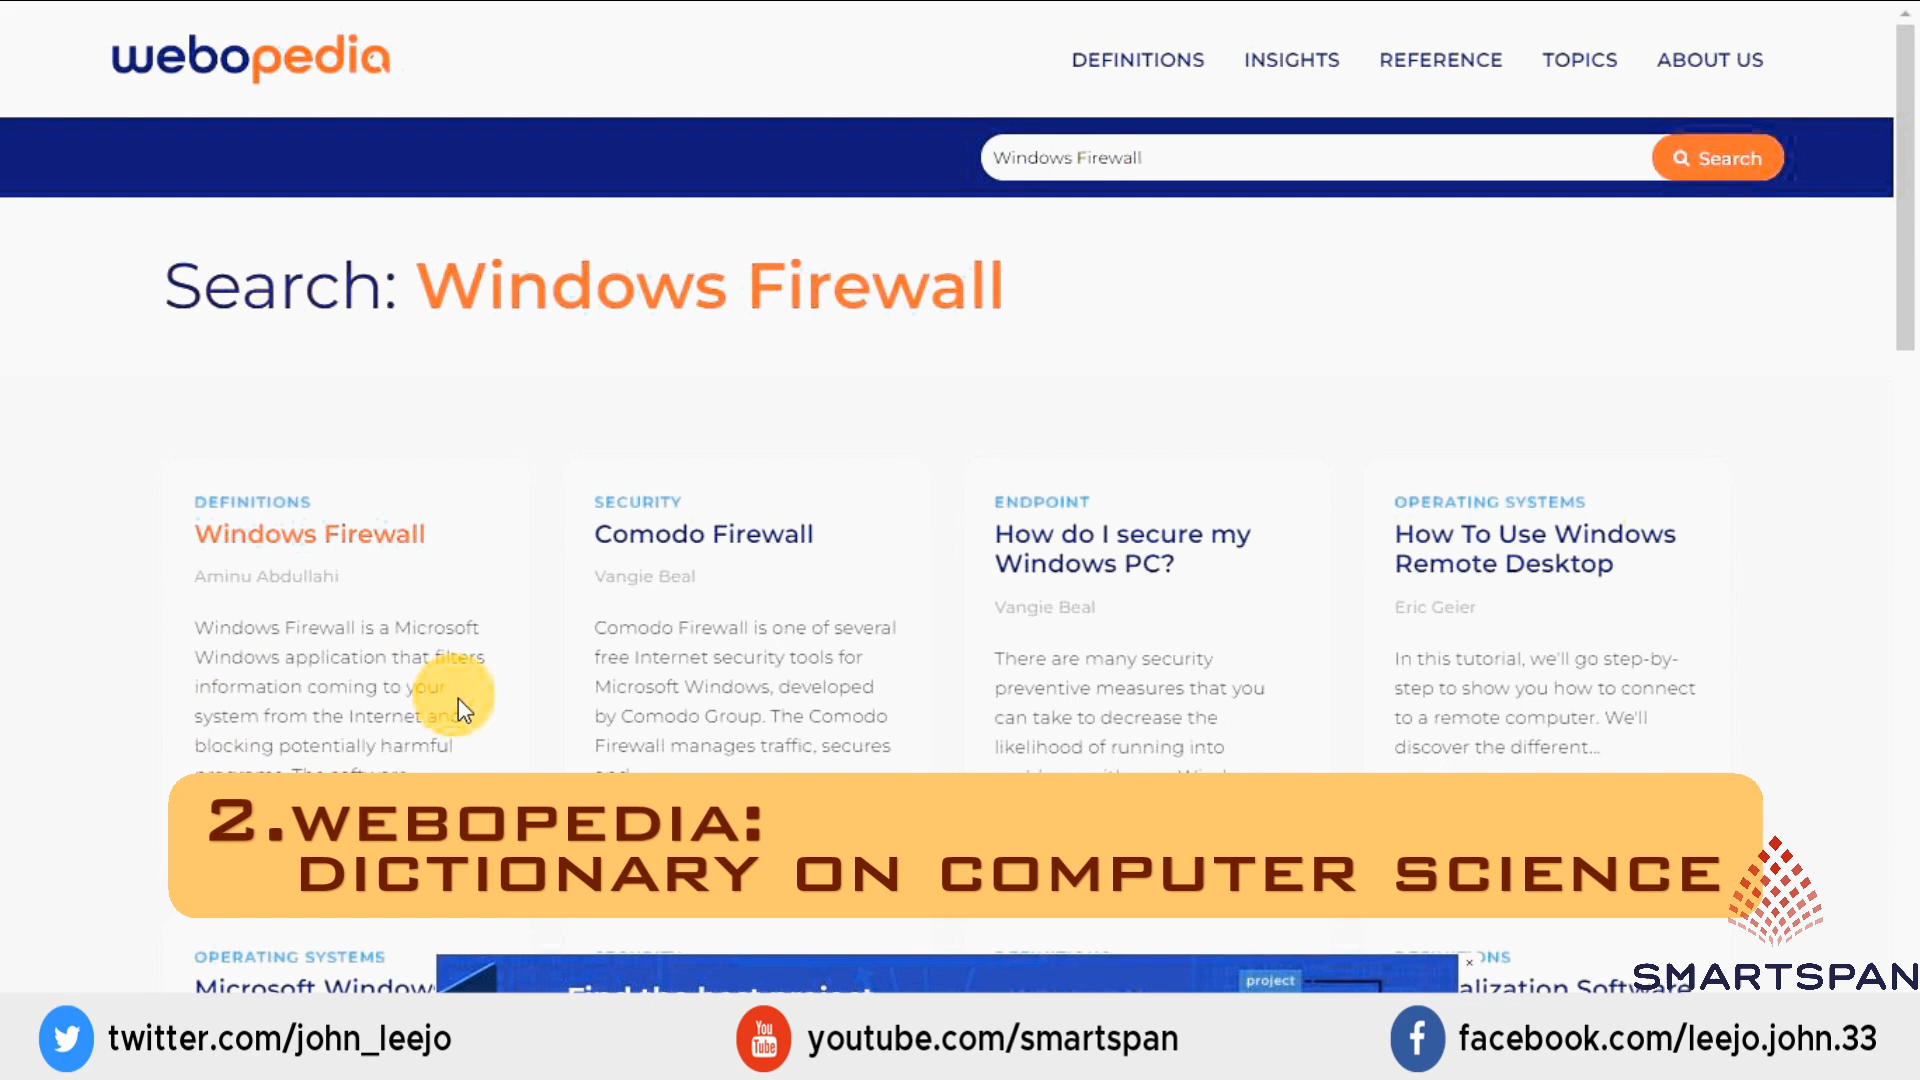 webopedia
DEFINITIONS INSIGHTS REFERENCE TOPICS ABOUT US
Windows Firewall
Search
Search: Windows Firewall
DEFINITIONS
Windows Firewall
Aminu Abdullahi
Windows Firewall is a Microsoft
Windows application that filters
information coming to your
system from the Internet and
blocking potentially harmful
SECURITY
Comodo Firewall
Vangie Beal
Comodo Firewall is one of several
free Internet security tools for
Microsoft Windows, developed
by Comodo Group. The Comodo
Firewall manages traffic, secures
ENDPOINT
How do I secure my
Windows PC?
Vangie Beal
There are many security
preventive measures that you
can take to decrease the
likelihood of running into
OPERATING SYSTEMS
How To Use Windows
Remote Desktop
Eric Geier
In this tutorial, we'll go step-by-
step to show you how to connect
to a remote computer. We'll
discover the different...
2.WEBOPEDIA:
DICTIONARY ON COMPUTER SCIENCE
OPERATING SYSTEMS
Microsoft Window
Find the best project
project
SMARTSPAN
twitter.com/john_leejo
You
Tube
youtube.com/smartspan
facebook.com/leejo.john.33